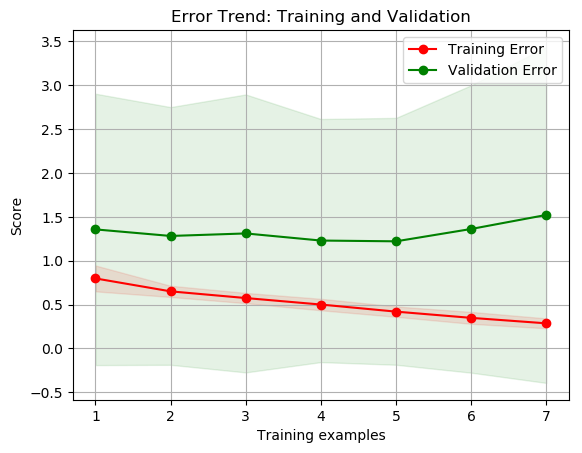 Error Trend: Training and Validation
3.5
3.0
2.5
2.0
1.5
1.0
0.5
0.0
−0.5
Score
Training Error
Validation Error
1 2 3 4 5 6 7
Training examples